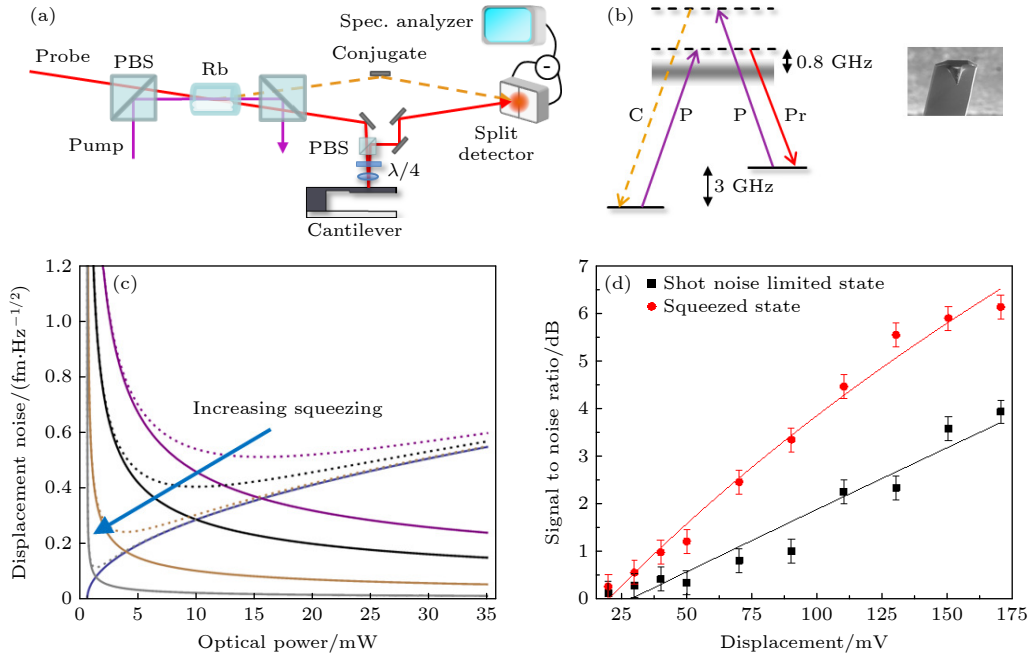 (a)
Spec. analyzer
Probe
PBS
Rb
Conjugate
Pump
PBS
Split
detector
λ/4
Cantilever
(b)
0.8 GHz
C
P
P
Pr
3 GHz
(c)
1.2
1.0
0.8
0.6
0.4
0.2
0
Displacement noise/(fm·Hz⁻¹/²)
Increasing squeezing
0 5 10 15 20 25 30 35
Optical power/mW
(d)
Shot noise limited state
Squeezed state
7
6
5
4
3
2
1
0
Signal to noise ratio/dB
25 50 75 100 125 150 175
Displacement/mV